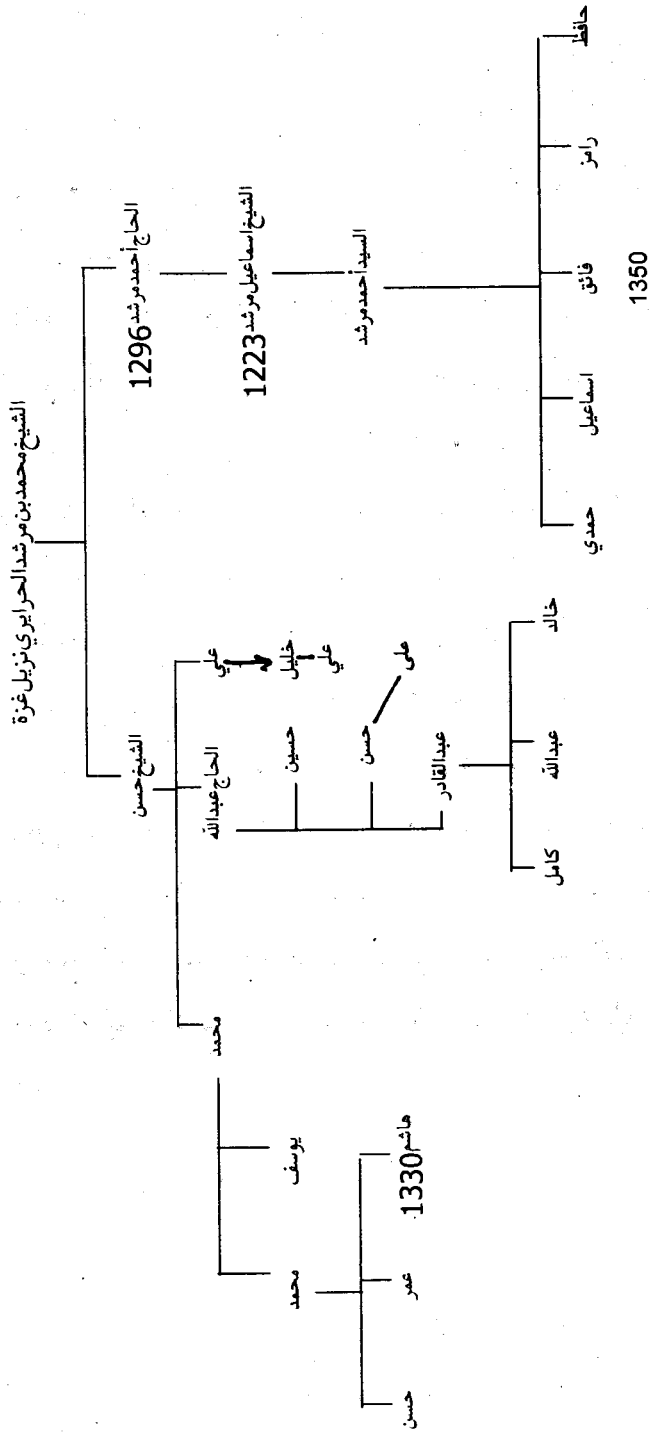 الشيخ محمد بن مرشد الحرايري نزيل غزة
الحاج أحمد مرشد 1296
الشيخ حسن
الشيخ اسماعيل مرشد 1223
علي
الحاج عبدالله
محمد
خليل
علي
حسين
يوسف
محمد
السيد أحمد مرشد
على
حسن
عبدالقادر
هاشم 1330
عمر
حسن
حافظ
رامز
فائق
اسماعيل
حمدي
خالد
عبدالله
كامل
1350